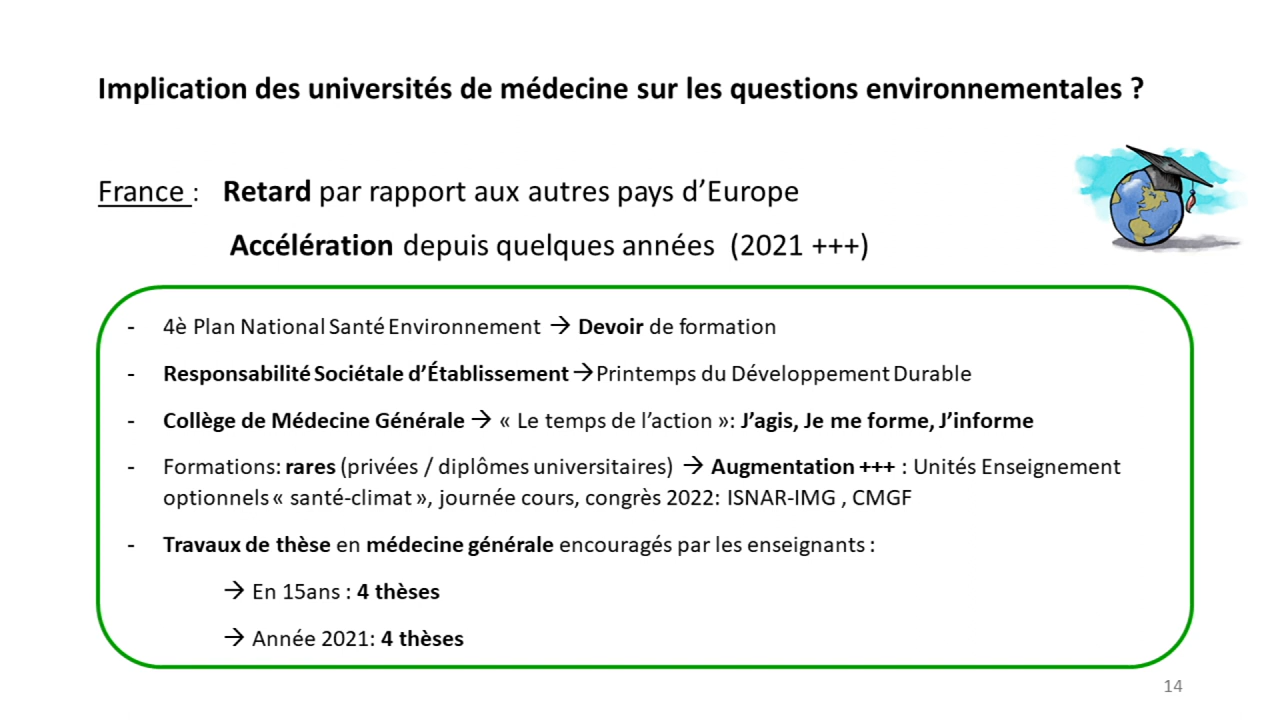 Implication des universités de médecine sur les questions environnementales ?
France : Retard par rapport aux autres pays d’Europe
Accélération depuis quelques années (2021 +++)
- 4è Plan National Santé Environnement → Devoir de formation
- Responsabilité Sociétale d’Établissement → Printemps du Développement Durable
- Collège de Médecine Générale → « Le temps de l’action »: J’agis, Je me forme, J’informe
- Formations: rares (privées / diplômes universitaires) → Augmentation +++ : Unités Enseignement
optionnels « santé-climat », journée cours, congrès 2022: ISNAR-IMG , CMGF
- Travaux de thèse en médecine générale encouragés par les enseignants :
→ En 15ans : 4 thèses
→ Année 2021: 4 thèses
14